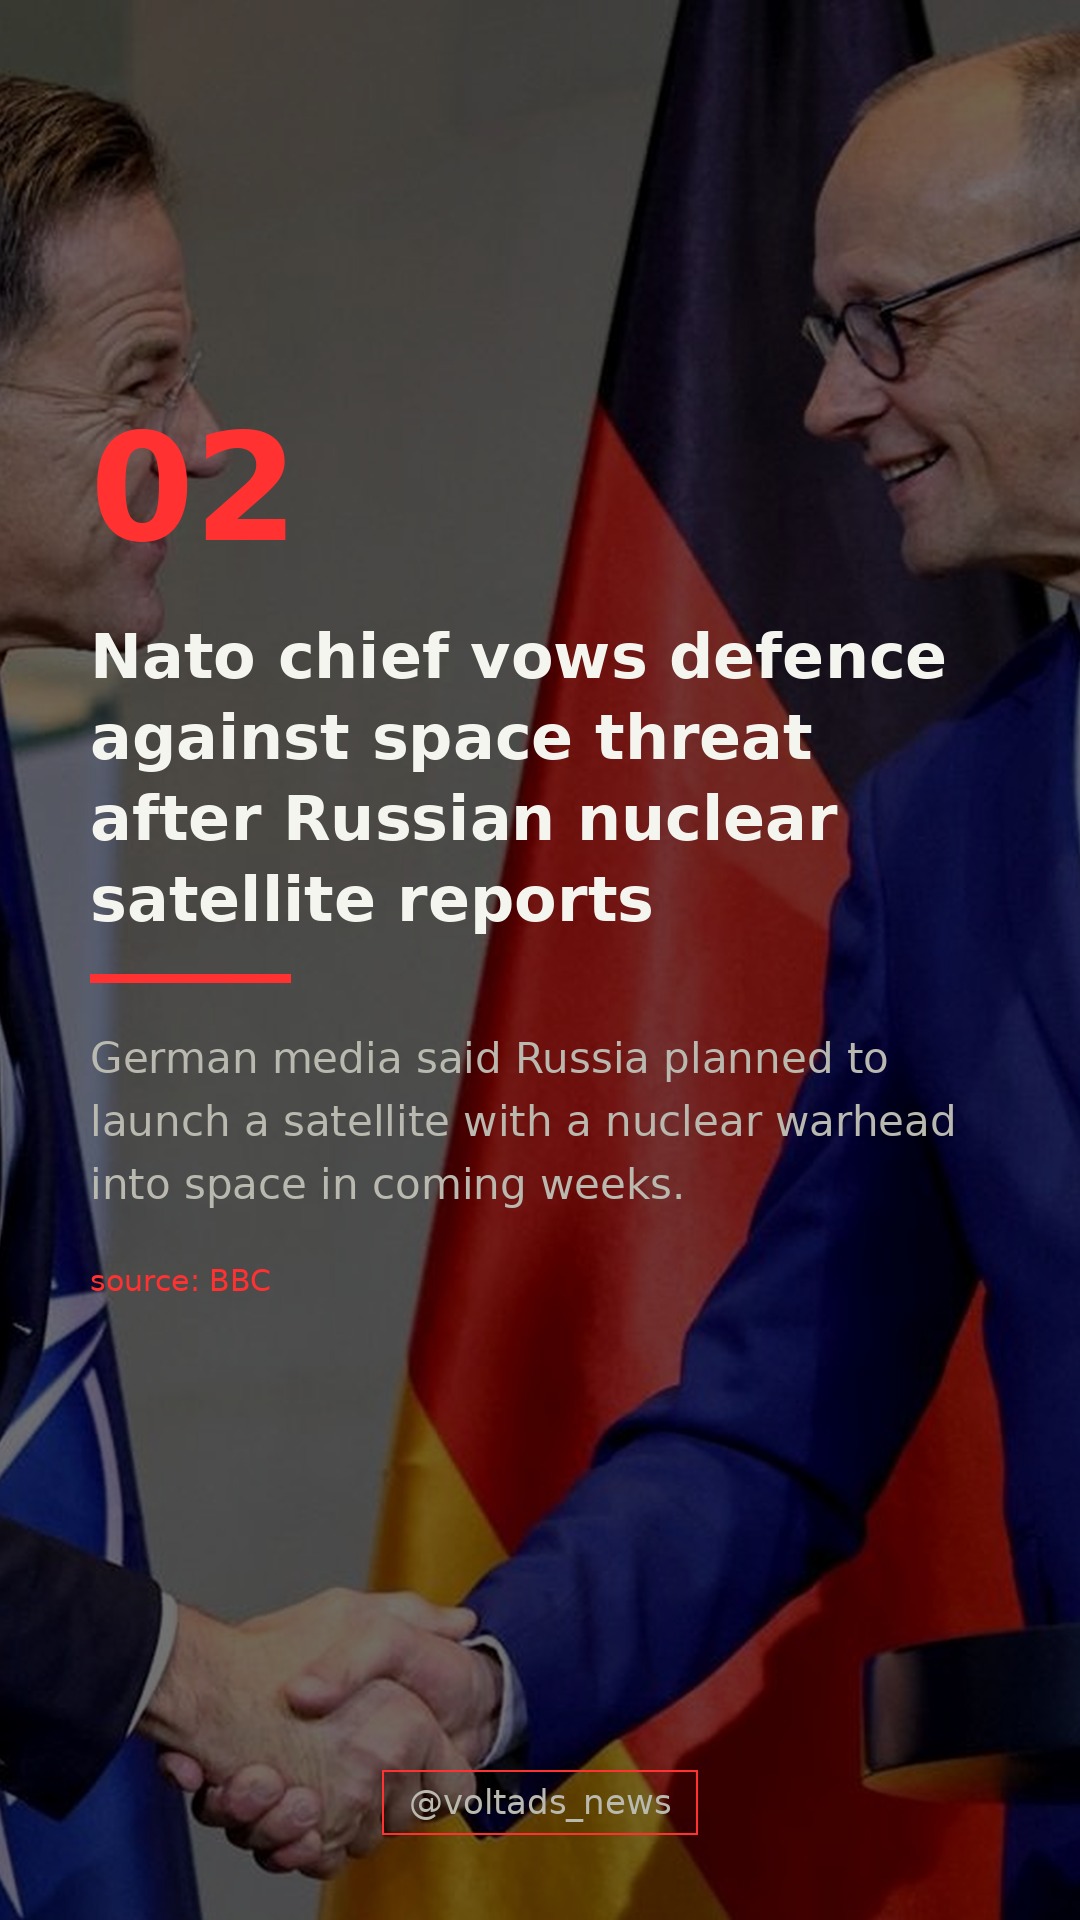 02
Nato chief vows defence
against space threat
after Russian nuclear
satellite reports
German media said Russia planned to
launch a satellite with a nuclear warhead
into space in coming weeks.
source: BBC
@voltads_news